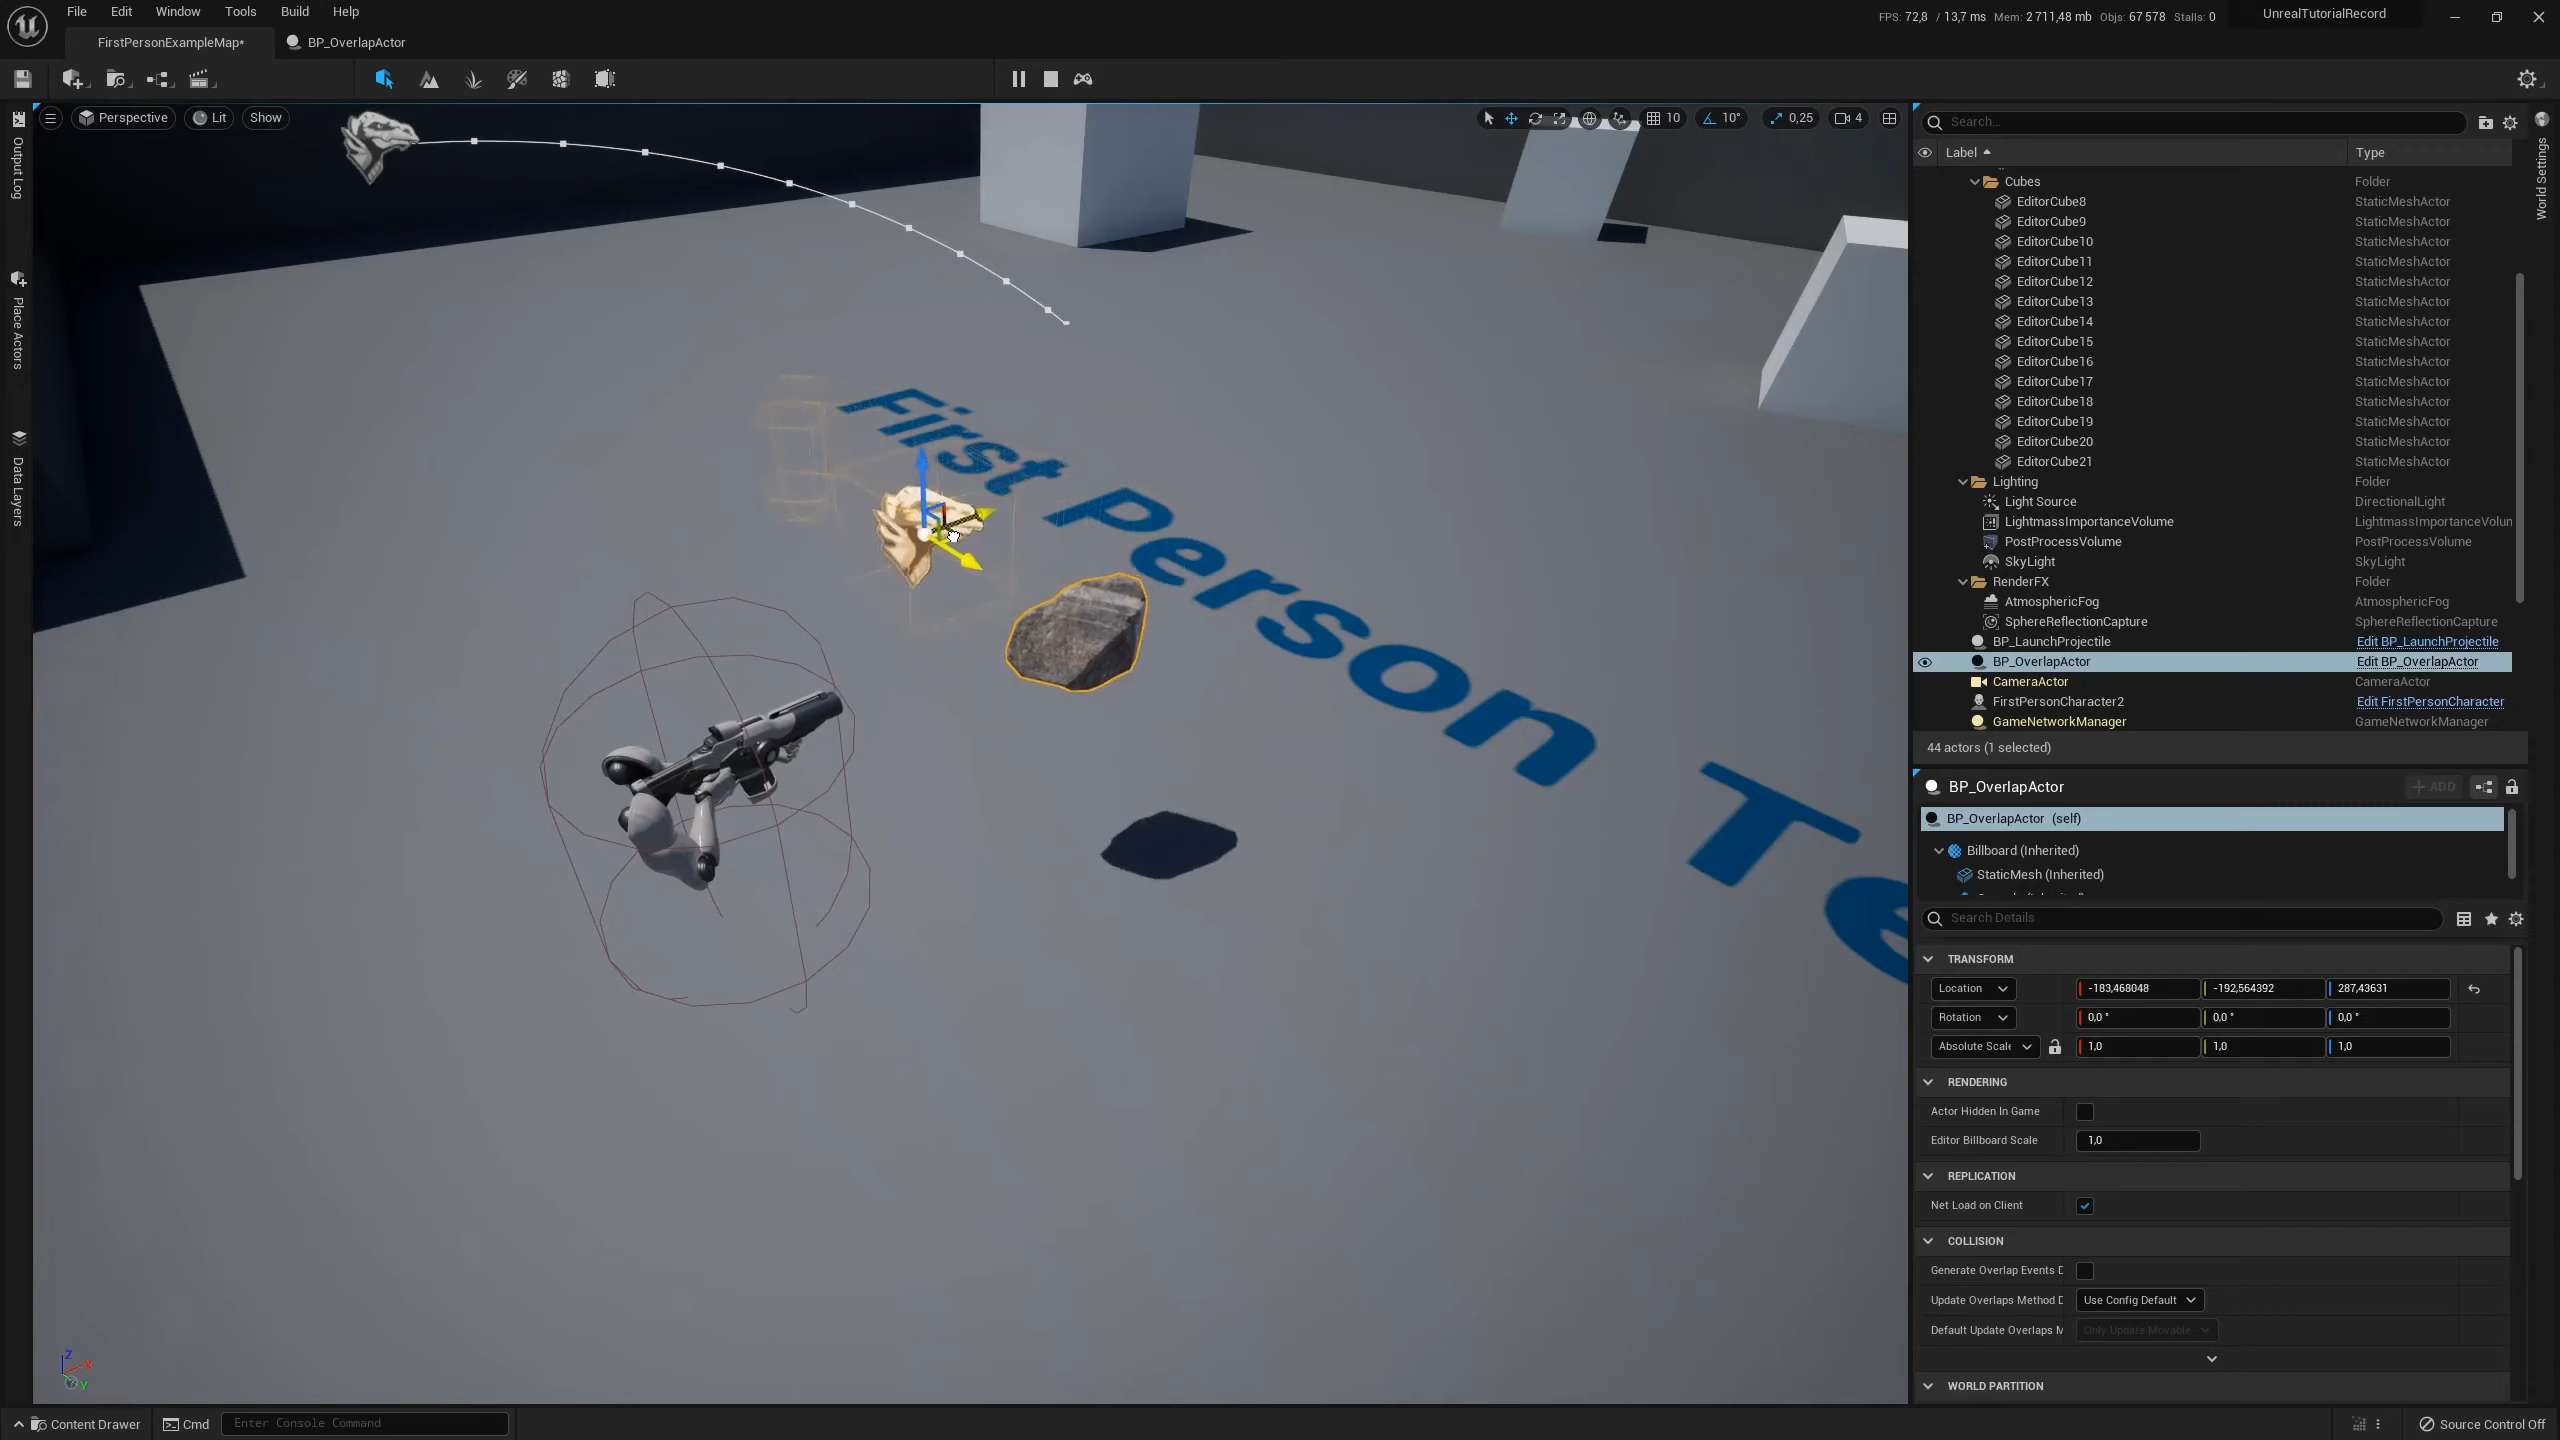 File Edit Window Tools Build Help
FPS: 72,8 / 13,7 ms Mem: 2 711,48 mb Objs: 67 578 Stalls: 0
UnrealTutorialRecord
FirstPersonExampleMap*
BP_OverlapActor
Perspective
Lit
Show
10
10°
0,25
4
Output Log
Place Actors
Data Layers
World Settings
First Person Te
Z
X
Y
Search...
Label
Type
Cubes Folder
EditorCube8 StaticMeshActor
EditorCube9 StaticMeshActor
EditorCube10 StaticMeshActor
EditorCube11 StaticMeshActor
EditorCube12 StaticMeshActor
EditorCube13 StaticMeshActor
EditorCube14 StaticMeshActor
EditorCube15 StaticMeshActor
EditorCube16 StaticMeshActor
EditorCube17 StaticMeshActor
EditorCube18 StaticMeshActor
EditorCube19 StaticMeshActor
EditorCube20 StaticMeshActor
EditorCube21 StaticMeshActor
Lighting Folder
Light Source DirectionalLight
LightmassImportanceVolume LightmassImportanceVolun
PostProcessVolume PostProcessVolume
SkyLight SkyLight
RenderFX Folder
AtmosphericFog AtmosphericFog
SphereReflectionCapture SphereReflectionCapture
BP_LaunchProjectile Edit BP_LaunchProjectile
BP_OverlapActor Edit BP_OverlapActor
CameraActor CameraActor
FirstPersonCharacter2 Edit FirstPersonCharacter
GameNetworkManager GameNetworkManager
44 actors (1 selected)
BP_OverlapActor
ADD
BP_OverlapActor (self)
Billboard (Inherited)
StaticMesh (Inherited)
Search Details
TRANSFORM
Location -183,468048 -192,564392 287,43631
Rotation 0,0 ° 0,0 ° 0,0 °
Absolute Scale 1,0 1,0 1,0
RENDERING
Actor Hidden In Game
Editor Billboard Scale 1,0
REPLICATION
Net Load on Client
COLLISION
Generate Overlap Events D
Update Overlaps Method D Use Config Default
Default Update Overlaps M Only Update Movable
WORLD PARTITION
Content Drawer
Cmd
Enter Console Command
Source Control Off